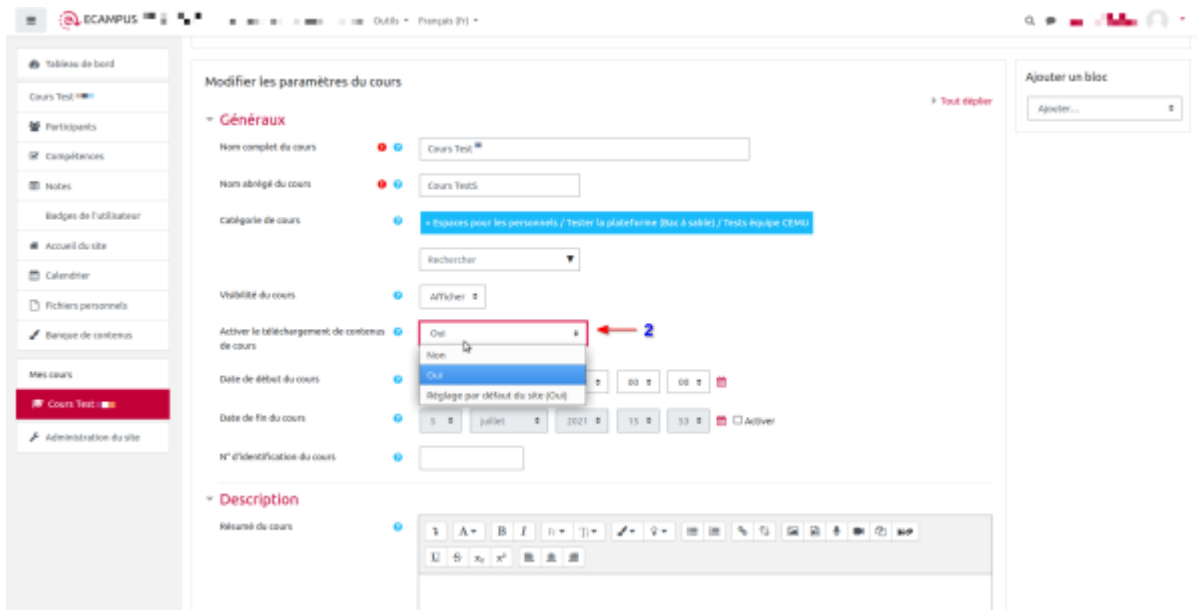 ECAMPUS
Outils
Français (fr)
Tableau de bord
Cours Test
Participants
Compétences
Notes
Badges de l'utilisateur
Accueil du site
Calendrier
Fichiers personnels
Banque de contenus
Mes cours
Cours Test
Administration du site
Modifier les paramètres du cours
Tout déplier
Généraux
Nom complet du cours
Cours Test
Nom abrégé du cours
Cours TestS
Catégorie de cours
× Espaces pour les personnels / Tester la plateforme (Bac à sable) / Tests équipe CEMU
Rechercher
Visibilité du cours
Afficher
Activer le téléchargement de contenus
de cours
Oui
2
Non
Oui
Réglage par défaut du site (Oui)
Date de début du cours
00 00
Date de fin du cours
5 juillet 2021 15 53 Activer
N° d'identification du cours
Description
Résumé du cours
Ajouter un bloc
Ajouter...